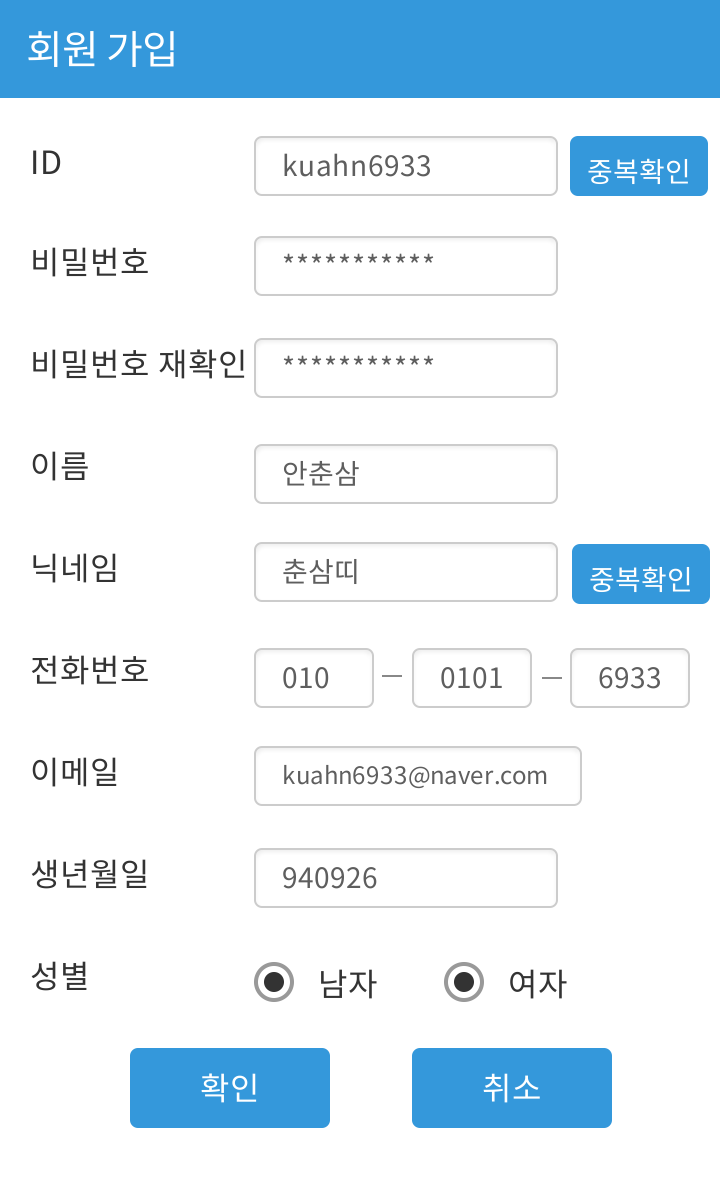 회원 가입
ID kuahn6933 중복확인
비밀번호 ***********
비밀번호 재확인 ***********
이름 안춘삼
닉네임 춘삼띠 중복확인
전화번호 010 – 0101 – 6933
이메일 kuahn6933@naver.com
생년월일 940926
성별 남자 여자
확인 취소